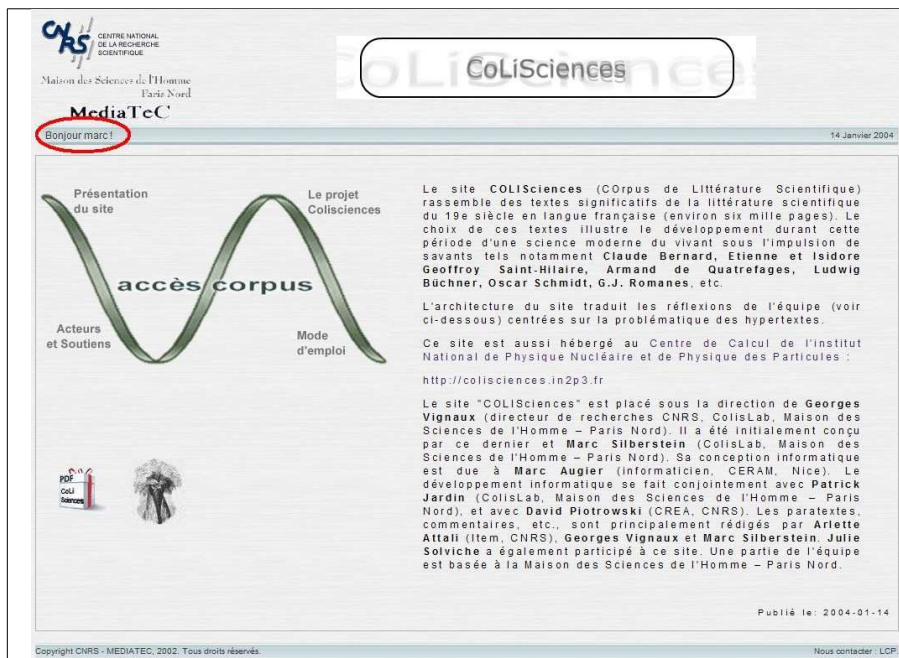 CNRS
CENTRE NATIONAL
DE LA RECHERCHE
SCIENTIFIQUE
Maison des Sciences de l'Homme
Paris Nord
MediaTeC
CoLiSciences
CoLiSciences
Bonjour marc !
14 Janvier 2004
Présentation
du site
Le projet
Colisciences
accès corpus
Acteurs
et Soutiens
Mode
d'emploi
PDF
CoLi
Sciences
Le site COLISciences (COrpus de LIttérature Scientifique)
rassemble des textes significatifs de la littérature scientifique
du 19e siècle en langue française (environ six mille pages). Le
choix de ces textes illustre le développement durant cette
période d'une science moderne du vivant sous l'impulsion de
savants tels notamment Claude Bernard, Etienne et Isidore
Geoffroy Saint-Hilaire, Armand de Quatrefages, Ludwig
Büchner, Oscar Schmidt, G.J. Romanes, etc.
L'architecture du site traduit les réflexions de l'équipe (voir
ci-dessous) centrées sur la problématique des hypertextes.
Ce site est aussi hébergé au Centre de Calcul de l'institut
National de Physique Nucléaire et de Physique des Particules :
http://colisciences.in2p3.fr
Le site "COLISciences" est placé sous la direction de Georges
Vignaux (directeur de recherches CNRS, ColisLab, Maison des
Sciences de l'Homme – Paris Nord). Il a été initialement conçu
par ce dernier et Marc Silberstein (ColisLab, Maison des
Sciences de l'Homme – Paris Nord). Sa conception informatique
est due à Marc Augier (informaticien, CERAM, Nice). Le
développement informatique se fait conjointement avec Patrick
Jardin (ColisLab, Maison des Sciences de l'Homme – Paris
Nord), et avec David Piotrowski (CREA, CNRS). Les paratextes,
commentaires, etc., sont principalement rédigés par Arlette
Attali (Item, CNRS), Georges Vignaux et Marc Silberstein. Julie
Solviche a également participé à ce site. Une partie de l'équipe
est basée à la Maison des Sciences de l'Homme – Paris Nord.
Publié le: 2004-01-14
Copyright CNRS - MEDIATEC, 2002. Tous droits réservés.
Nous contacter : LCP